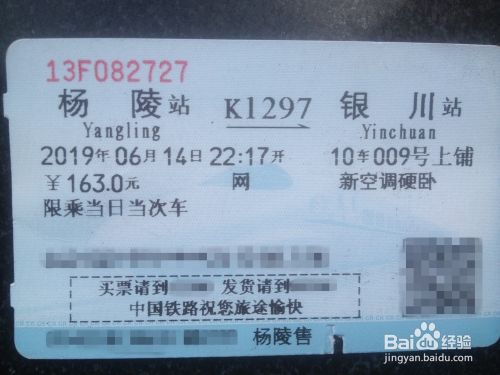 13F082727
杨 陵 站 K1297 银 川 站
Yangling Yinchuan
2019年06月14日22:17开 10车009号上铺
￥163.0元 网 新空调硬卧
限乘当日当次车
买票请到 发货请到
中国铁路祝您旅途愉快
杨陵售
Baidu经验
jingyan.baidu.com